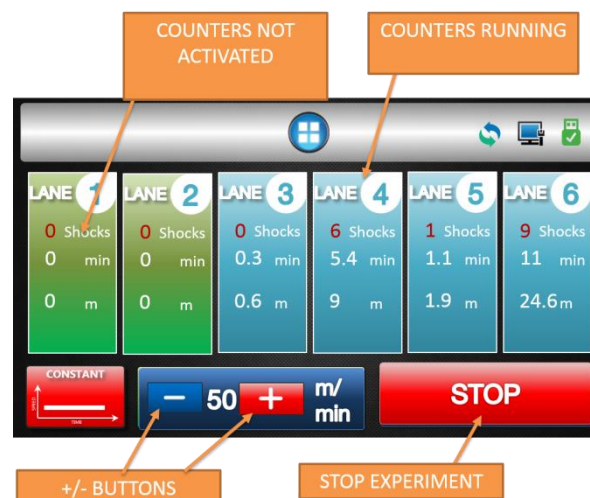 COUNTERS NOT
ACTIVATED
COUNTERS RUNNING
LANE 1
LANE 2
LANE 3
LANE 4
LANE 5
LANE 6
0 Shocks
0 Shocks
0 Shocks
6 Shocks
1 Shocks
9 Shocks
0 min
0 min
0.3 min
5.4 min
1.1 min
11 min
0 m
0 m
0.6 m
9 m
1.9 m
24.6 m
CONSTANT
SPEED
TIME
− 50 + m/
min
STOP
+/- BUTTONS
STOP EXPERIMENT